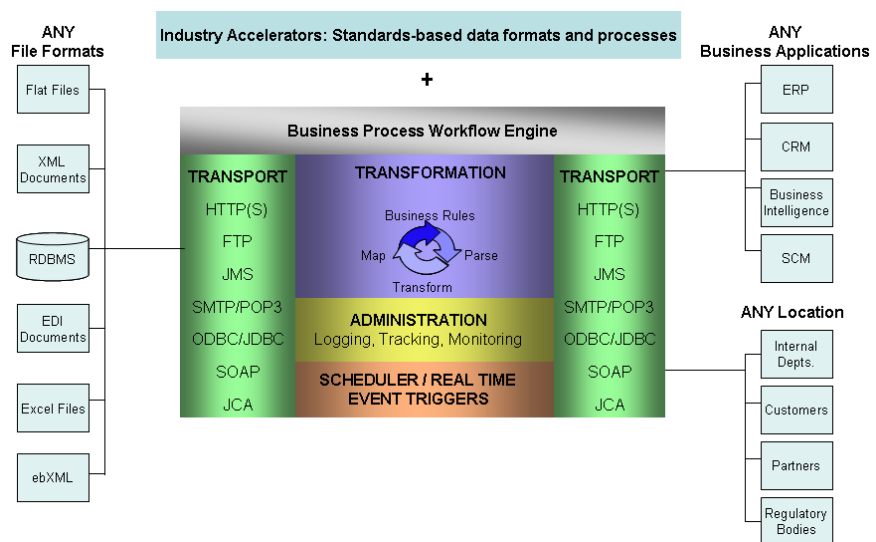 ANY
File Formats
Industry Accelerators: Standards-based data formats and processes
ANY
Business Applications
+
Flat Files
XML
Documents
RDBMS
EDI
Documents
Excel Files
ebXML
Business Process Workflow Engine
TRANSPORT
HTTP(S)
FTP
JMS
SMTP/POP3
ODBC/JDBC
SOAP
JCA
TRANSFORMATION
Business Rules
Map
Parse
Transform
ADMINISTRATION
Logging, Tracking, Monitoring
SCHEDULER / REAL TIME
EVENT TRIGGERS
TRANSPORT
HTTP(S)
FTP
JMS
SMTP/POP3
ODBC/JDBC
SOAP
JCA
ERP
CRM
Business
Intelligence
SCM
ANY Location
Internal
Depts.
Customers
Partners
Regulatory
Bodies